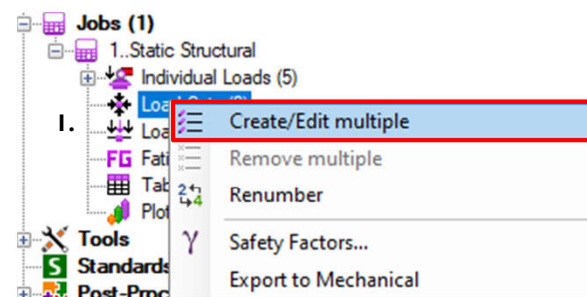 Jobs (1)
1..Static Structural
Individual Loads (5)
I.
Create/Edit multiple
Remove multiple
FG
Renumber
Tools
Safety Factors...
Standards
Export to Mechanical